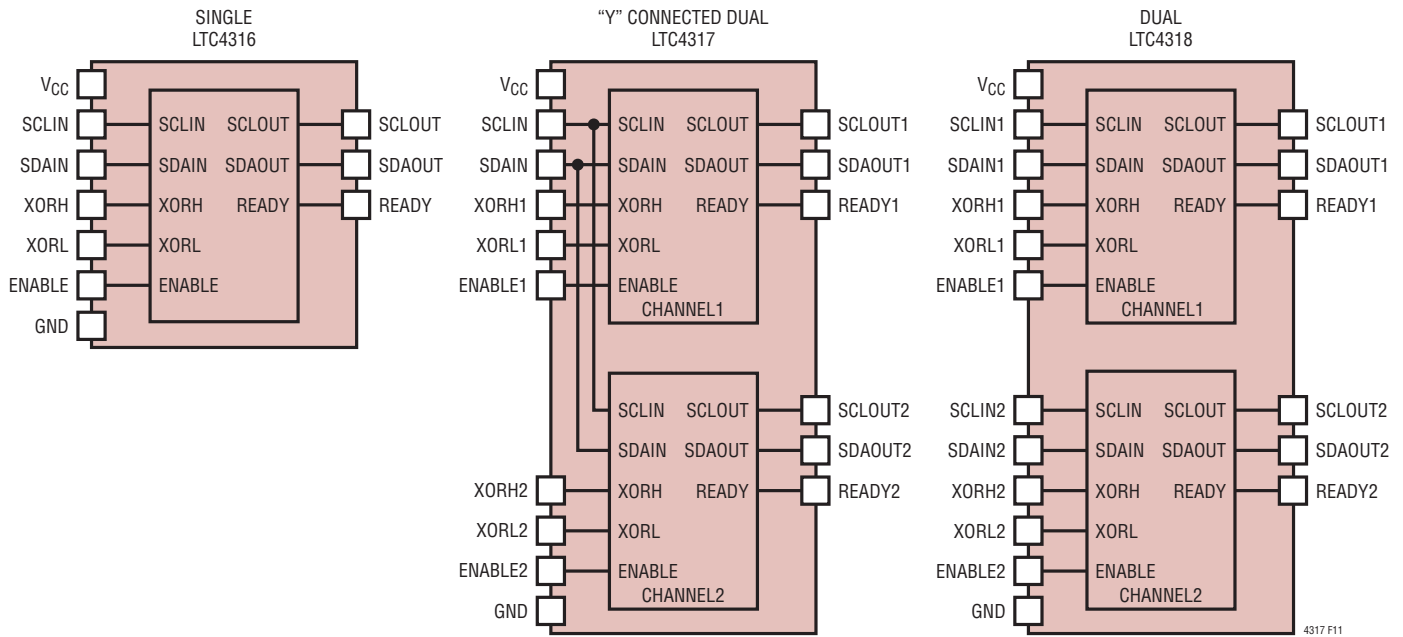 SINGLE
LTC4316
VCC
SCLIN
SDAIN
XORH
XORL
ENABLE
GND
SCLIN SCLOUT
SDAIN SDAOUT
XORH READY
XORL
ENABLE
SCLOUT
SDAOUT
READY
“Y” CONNECTED DUAL
LTC4317
VCC
SCLIN
SDAIN
XORH1
XORL1
ENABLE1
SCLIN SCLOUT
SDAIN SDAOUT
XORH READY
XORL
ENABLE
CHANNEL1
SCLOUT1
SDAOUT1
READY1
XORH2
XORL2
ENABLE2
GND
SCLIN SCLOUT
SDAIN SDAOUT
XORH READY
XORL
ENABLE
CHANNEL2
SCLOUT2
SDAOUT2
READY2
DUAL
LTC4318
VCC
SCLIN1
SDAIN1
XORH1
XORL1
ENABLE1
SCLIN SCLOUT
SDAIN SDAOUT
XORH READY
XORL
ENABLE
CHANNEL1
SCLOUT1
SDAOUT1
READY1
SCLIN2
SDAIN2
XORH2
XORL2
ENABLE2
GND
SCLIN SCLOUT
SDAIN SDAOUT
XORH READY
XORL
ENABLE
CHANNEL2
SCLOUT2
SDAOUT2
READY2
4317 F11